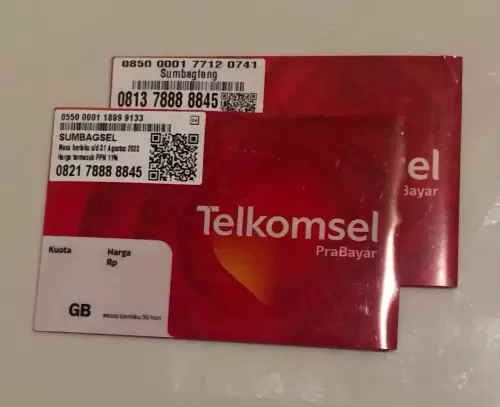 0850 0001 7712 0741
Sumbagteng
0813 7888 8845
el
Bayar
0550 0001 1899 9133
SUMBAGSEL
Masa berlaku s/d 31 Agustus 2023
Harga termasuk PPN 11%
0821 7888 8845
Telkomsel
PraBayar
Kuota
Harga
Rp
GB
Masa berlaku 30 hari